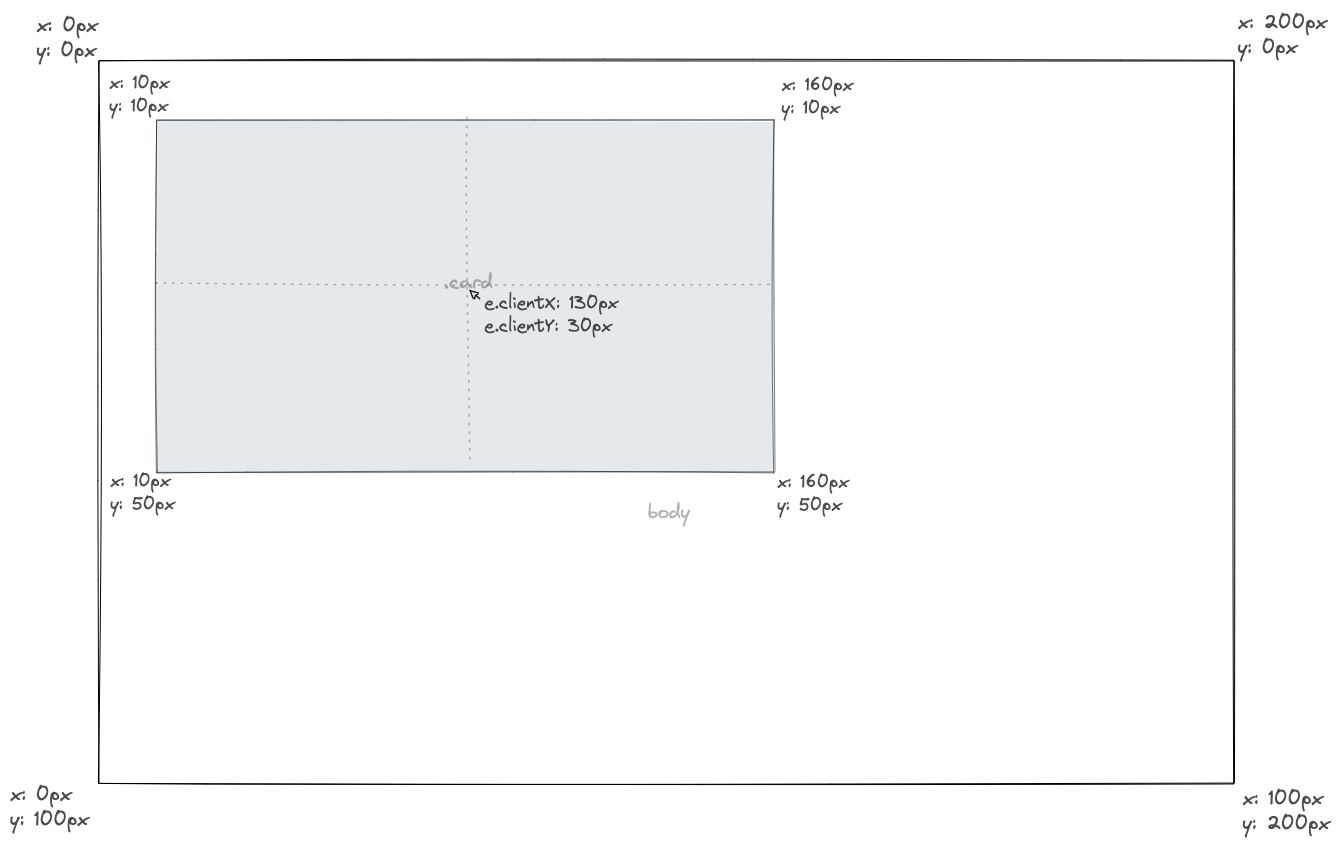 x: 0px
y: 0px
x: 200px
y: 0px
x: 10px
y: 10px
x: 160px
y: 10px
.card
e.clientX: 130px
e.clientY: 30px
x: 10px
y: 50px
x: 160px
y: 50px
body
x: 0px
y: 100px
x: 100px
y: 200px